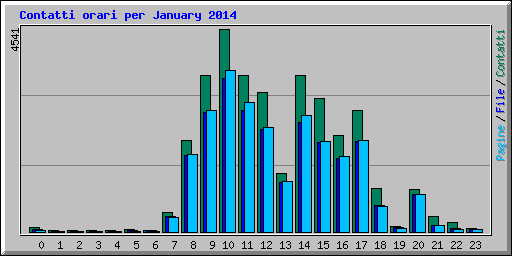 Contatti orari per January 2014
4541
Pagine / File / Contatti
0 1 2 3 4 5 6 7 8 9 10 11 12 13 14 15 16 17 18 19 20 21 22 23